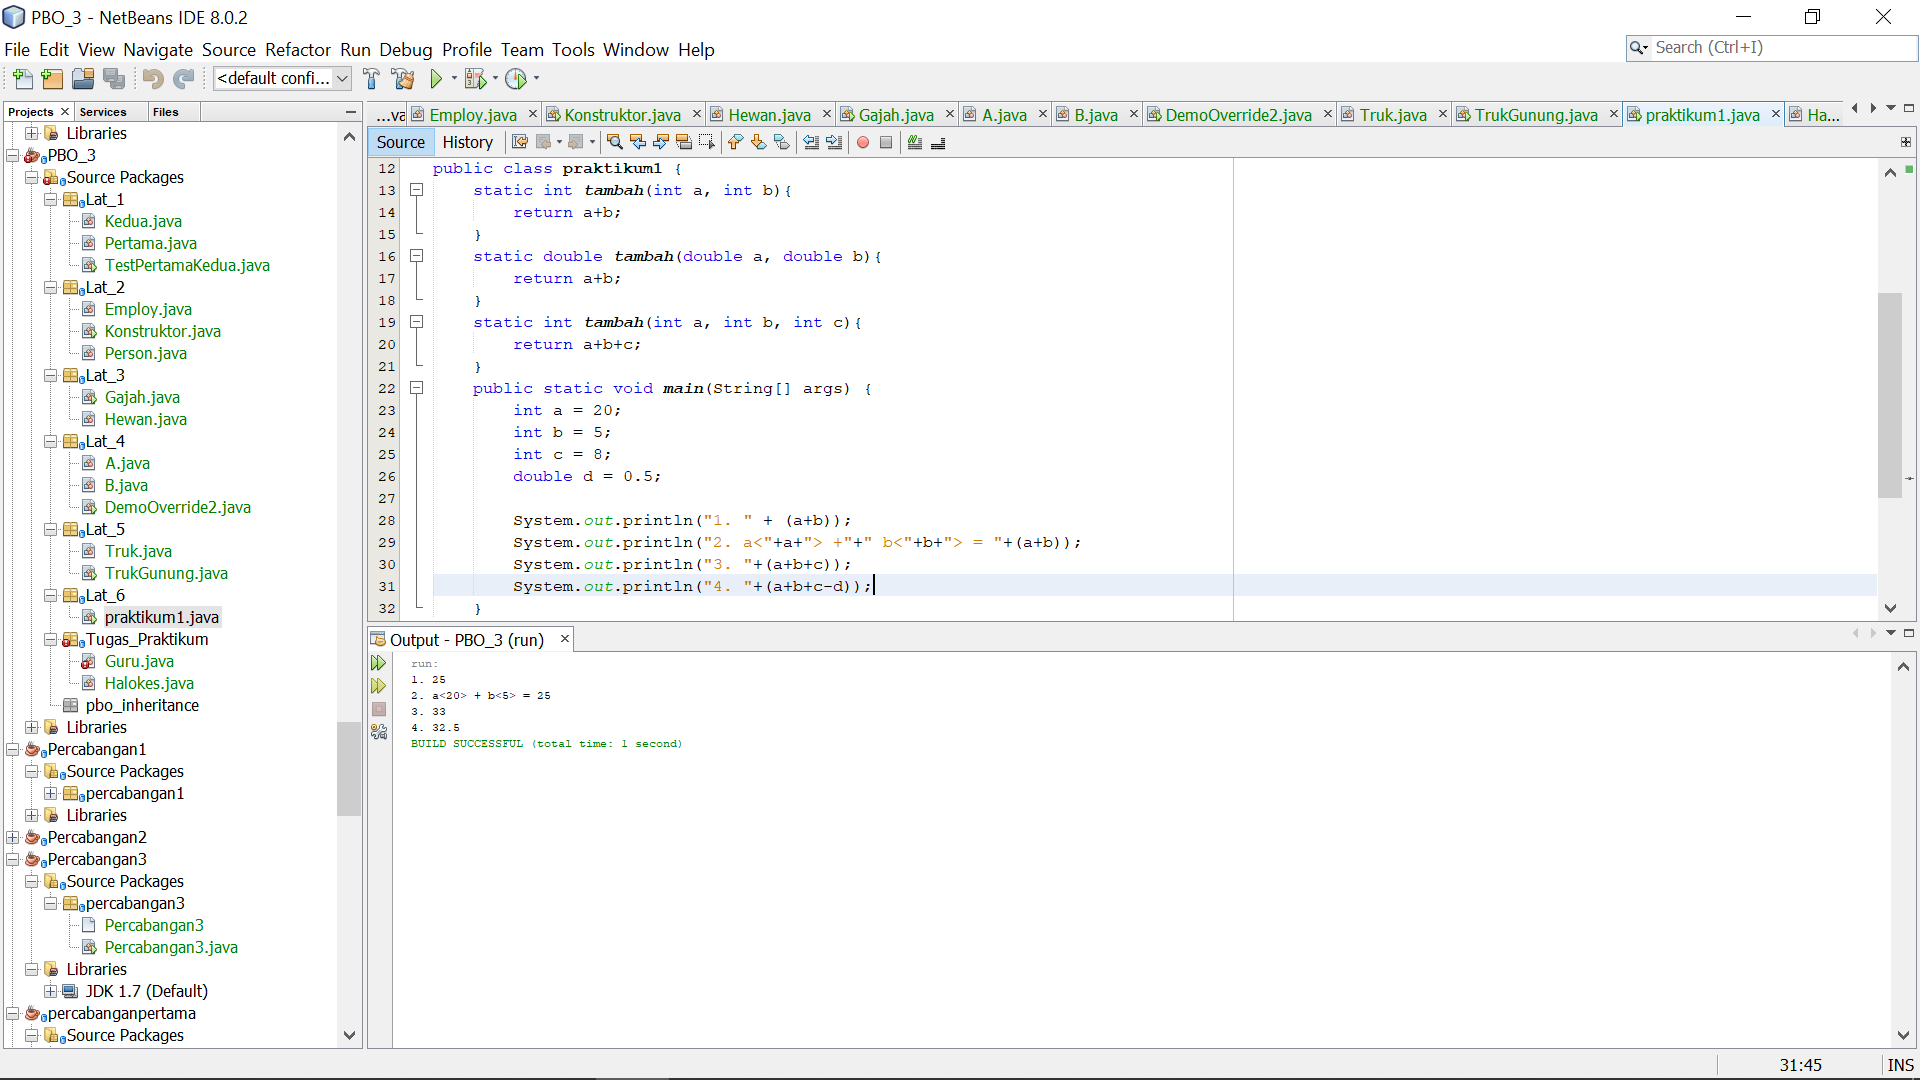 PBO_3 - NetBeans IDE 8.0.2
File Edit View Navigate Source Refactor Run Debug Profile Team Tools Window Help
Search (Ctrl+I)
<default confi...
Projects Services Files
Libraries
PBO_3
Source Packages
Lat_1
Kedua.java
Pertama.java
TestPertamaKedua.java
Lat_2
Employ.java
Konstruktor.java
Person.java
Lat_3
Gajah.java
Hewan.java
Lat_4
A.java
B.java
DemoOverride2.java
Lat_5
Truk.java
TrukGunung.java
Lat_6
praktikum1.java
Tugas_Praktikum
Guru.java
Halokes.java
pbo_inheritance
Libraries
Percabangan1
Source Packages
percabangan1
Libraries
Percabangan2
Percabangan3
Source Packages
percabangan3
Percabangan3
Percabangan3.java
Libraries
JDK 1.7 (Default)
percabanganpertama
Source Packages
...va Employ.java Konstruktor.java Hewan.java Gajah.java A.java B.java DemoOverride2.java Truk.java TrukGunung.java praktikum1.java Ha...
Source History
12 public class praktikum1 {
13 static int tambah(int a, int b){
14 return a+b;
15 }
16 static double tambah(double a, double b){
17 return a+b;
18 }
19 static int tambah(int a, int b, int c){
20 return a+b+c;
21 }
22 public static void main(String[] args) {
23 int a = 20;
24 int b = 5;
25 int c = 8;
26 double d = 0.5;
27
28 System.out.println("1. " + (a+b));
29 System.out.println("2. a<"+a+"> +"+" b<"+b+"> = "+(a+b));
30 System.out.println("3. "+(a+b+c));
31 System.out.println("4. "+(a+b+c-d));
32 }
Output - PBO_3 (run)
run:
1. 25
2. a<20> + b<5> = 25
3. 33
4. 32.5
BUILD SUCCESSFUL (total time: 1 second)
31:45 INS